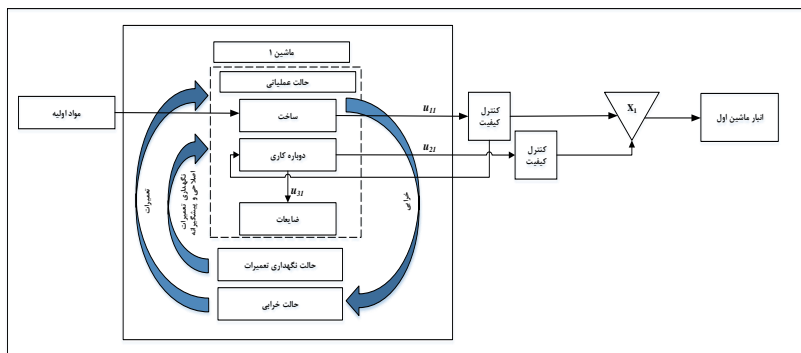 ماشین ۱
حالت عملیاتی
ساخت
دوباره کاری
ضایعات
حالت نگهداری تعمیرات
حالت خرابی
مواد اولیه
تعمیرات
نگهداری تعمیرات
اصلاحی و پیشگیرانه
خرابی
u11
u21
u31
کنترل
کیفیت
کنترل
کیفیت
X1
انبار ماشین اول